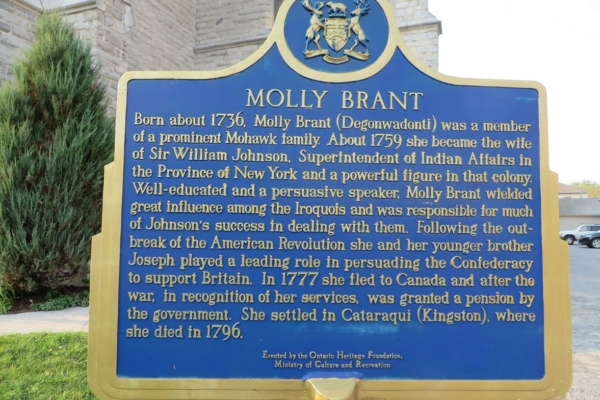 MOLLY BRANT
Born about 1736, Molly Brant (Degonwadonti) was a member
of a prominent Mohawk family. About 1759 she became the wife
of Sir William Johnson, Superintendent of Indian Affairs in
the Province of New York and a powerful figure in that colony.
Well-educated and a persuasive speaker, Molly Brant wielded
great influence among the Iroquois and was responsible for much
of Johnson's success in dealing with them. Following the out-
break of the American Revolution she and her younger brother
Joseph played a leading role in persuading the Confederacy
to support Britain. In 1777 she fled to Canada and after the
war, in recognition of her services, was granted a pension by
the government. She settled in Cataraqui (Kingston), where
she died in 1796.
Erected by the Ontario Heritage Foundation,
Ministry of Culture and Recreation